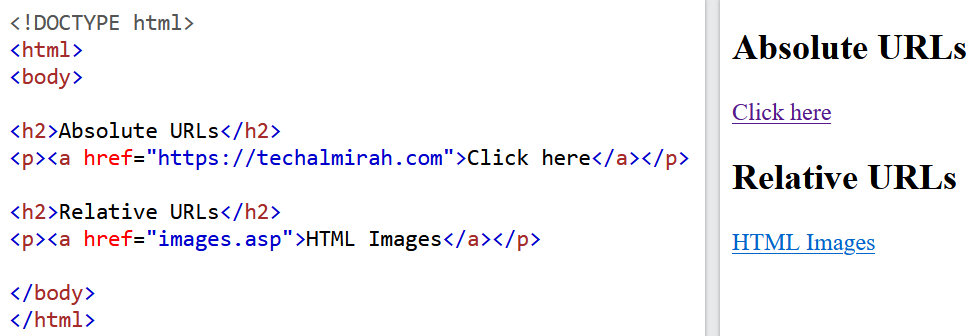 <!DOCTYPE html>
<html>
<body>
<h2>Absolute URLs</h2>
<p><a href="https://techalmirah.com">Click here</a></p>
<h2>Relative URLs</h2>
<p><a href="images.asp">HTML Images</a></p>
</body>
</html>
Absolute URLs
Click here
Relative URLs
HTML Images